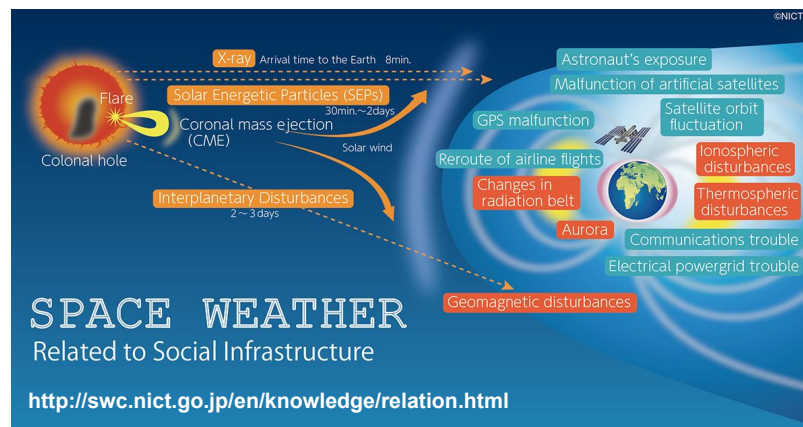 ©NICT
X-ray Arrival time to the Earth 8min.
Solar Energetic Particles (SEPs)
30min.～2days
Flare
Coronal mass ejection
(CME)
Colonal hole
Solar wind
Interplanetary Disturbances
2～3days
Astronaut's exposure
Malfunction of artificial satellites
GPS malfunction
Satellite orbit
fluctuation
Reroute of airline flights
Ionospheric
disturbances
Changes in
radiation belt
Thermospheric
disturbances
Aurora
Communications trouble
Electrical powergrid trouble
Geomagnetic disturbances
SPACE WEATHER
Related to Social Infrastructure
http://swc.nict.go.jp/en/knowledge/relation.html